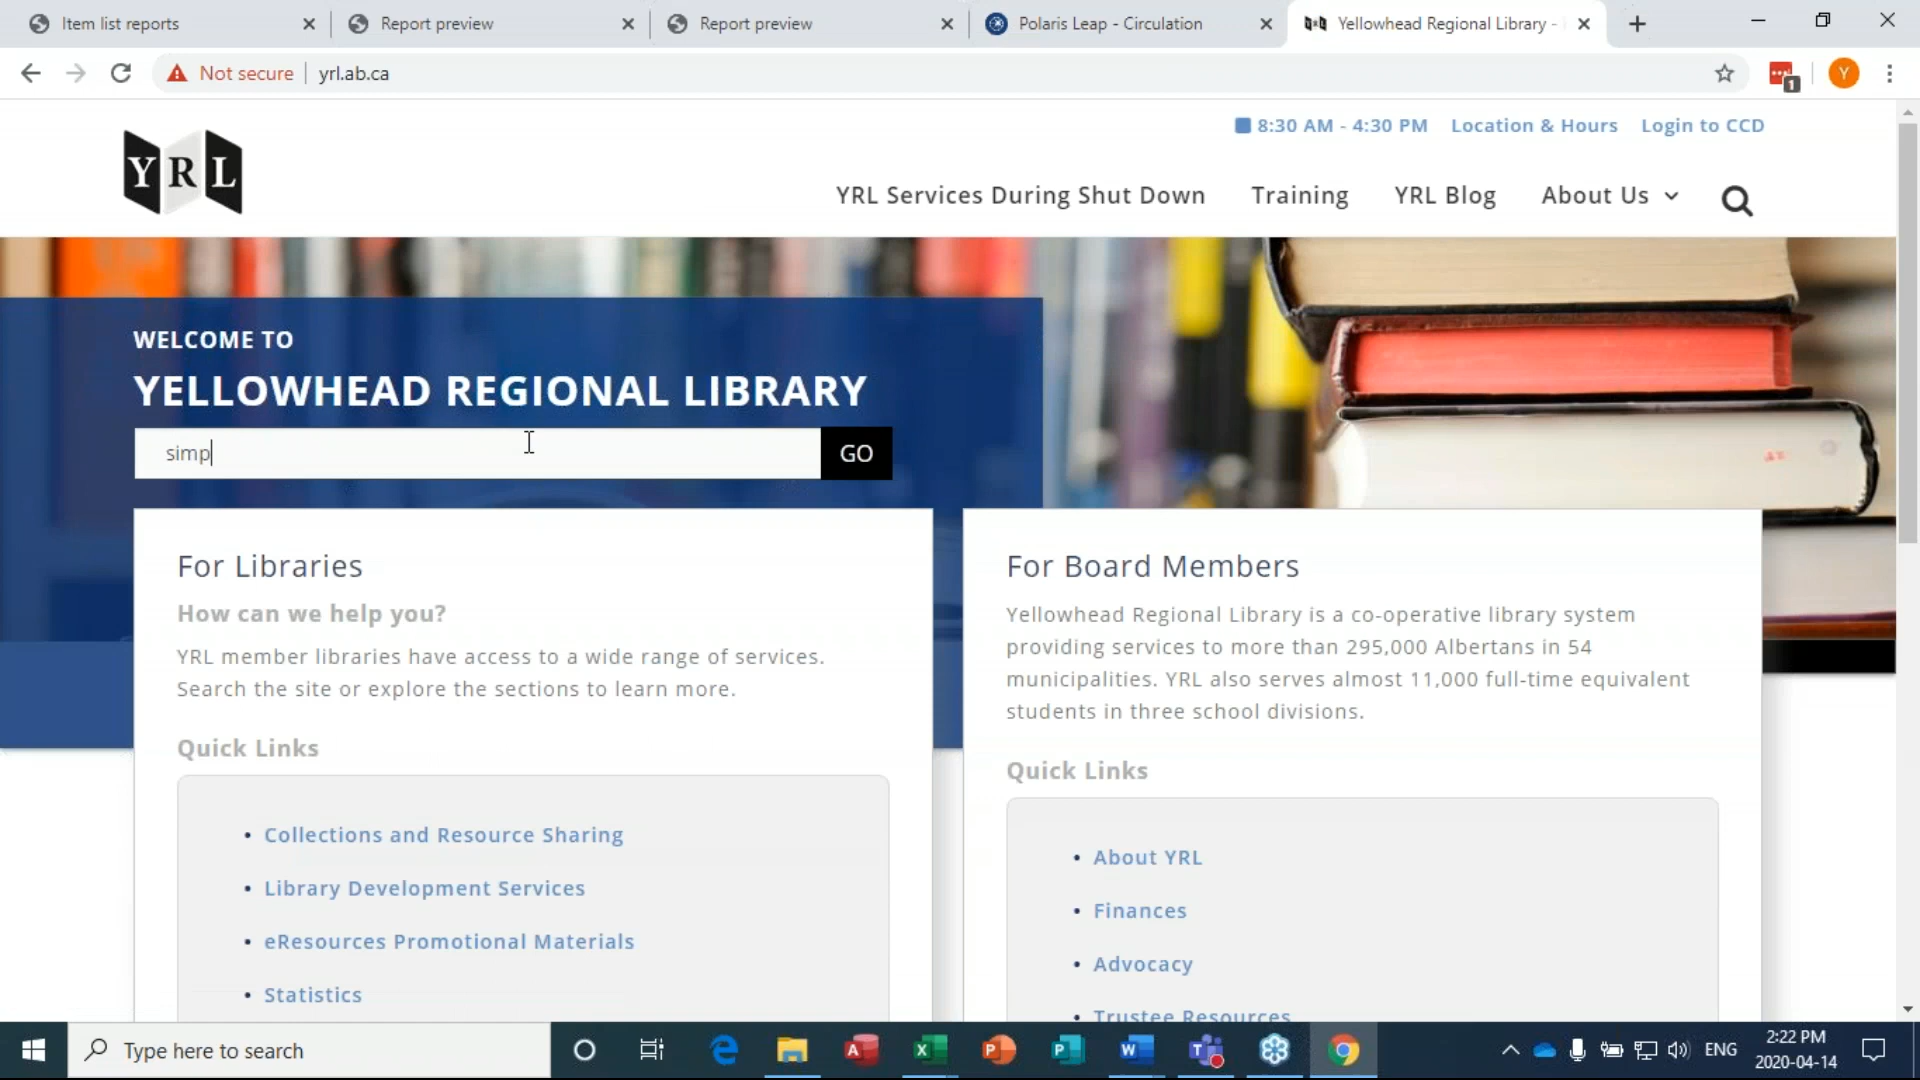 Item list reports
Report preview
Report preview
Polaris Leap - Circulation
Yellowhead Regional Library -
Not secure
yrl.ab.ca
1
Y
YRL
8:30 AM - 4:30 PM
Location & Hours
Login to CCD
YRL Services During Shut Down
Training
YRL Blog
About Us
WELCOME TO
YELLOWHEAD REGIONAL LIBRARY
simp
GO
For Libraries
How can we help you?
YRL member libraries have access to a wide range of services.
Search the site or explore the sections to learn more.
Quick Links
• Collections and Resource Sharing
• Library Development Services
• eResources Promotional Materials
• Statistics
For Board Members
Yellowhead Regional Library is a co-operative library system
providing services to more than 295,000 Albertans in 54
municipalities. YRL also serves almost 11,000 full-time equivalent
students in three school divisions.
Quick Links
• About YRL
• Finances
• Advocacy
• Trustee Resources
Type here to search
ENG
2:22 PM
2020-04-14